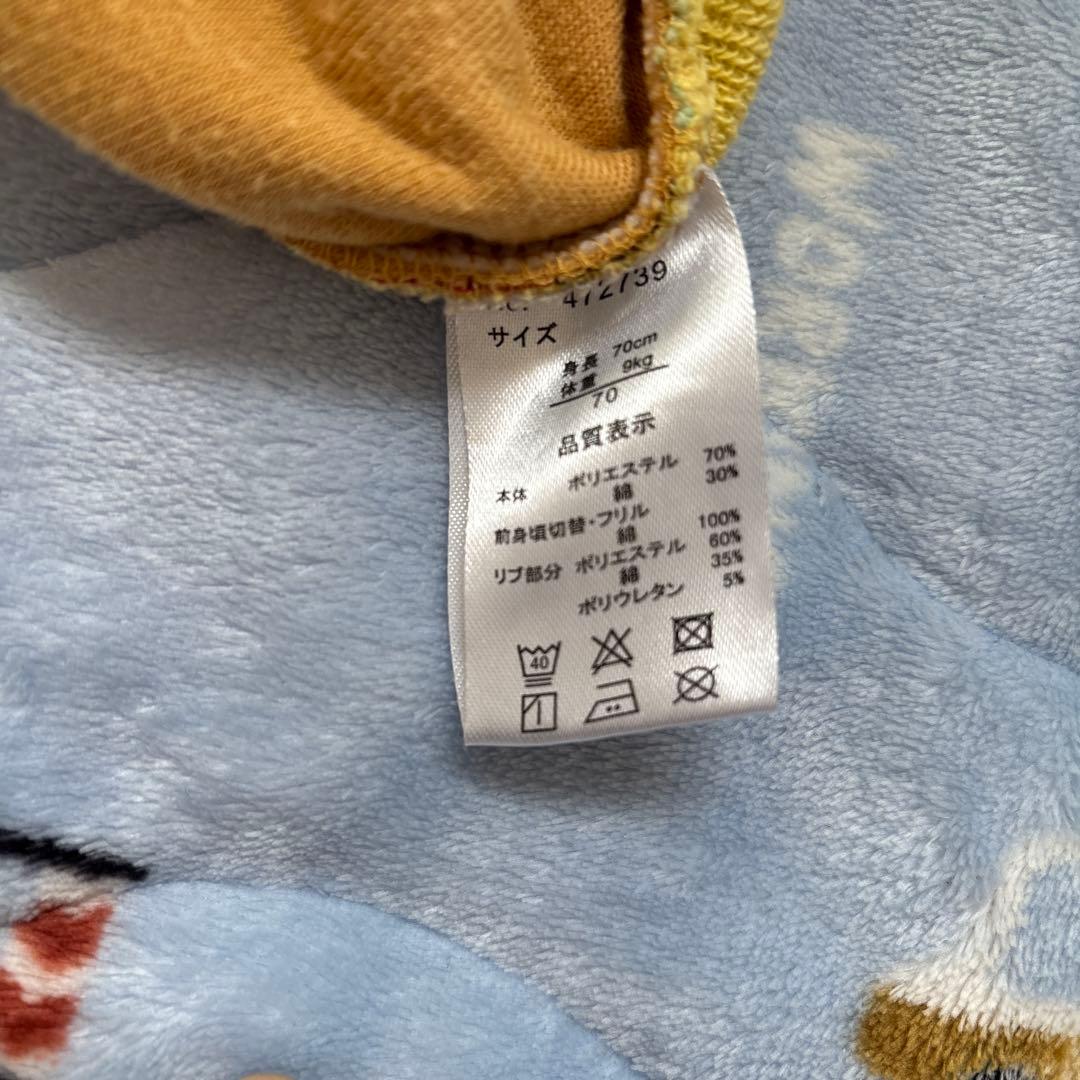 472739
サイズ
身長 70cm
体重 9kg
70
品質表示
本体 ポリエステル 70%
綿 30%
前身頃切替・フリル
綿 100%
リブ部分 ポリエステル 60%
綿 35%
ポリウレタン 5%
40